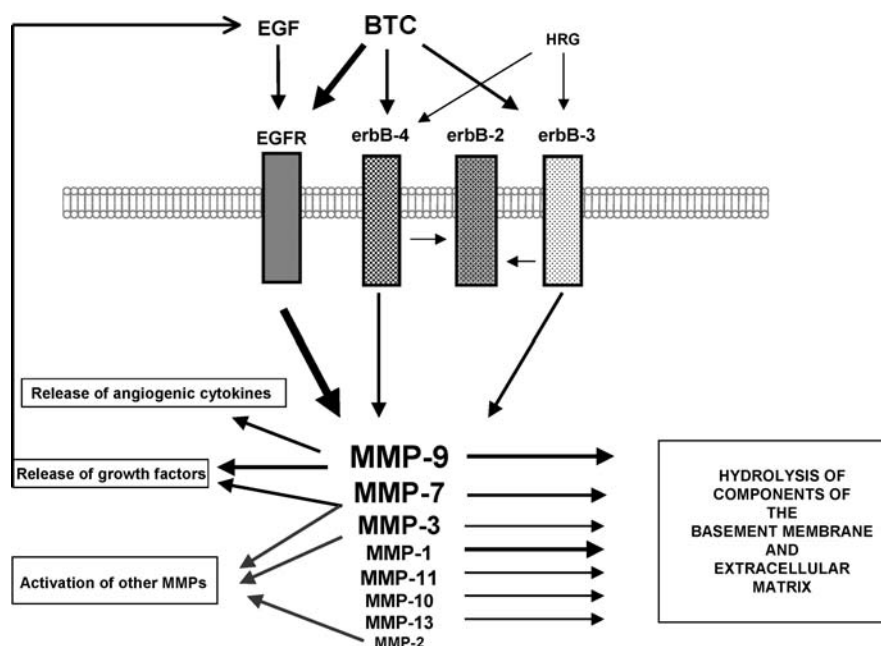 EGF
BTC
HRG
EGFR
erbB-4
erbB-2
erbB-3
Release of angiogenic cytokines
Release of growth factors
Activation of other MMPs
MMP-9
MMP-7
MMP-3
MMP-1
MMP-11
MMP-10
MMP-13
MMP-2
HYDROLYSIS OF
COMPONENTS OF
THE
BASEMENT MEMBRANE
AND
EXTRACELLULAR
MATRIX